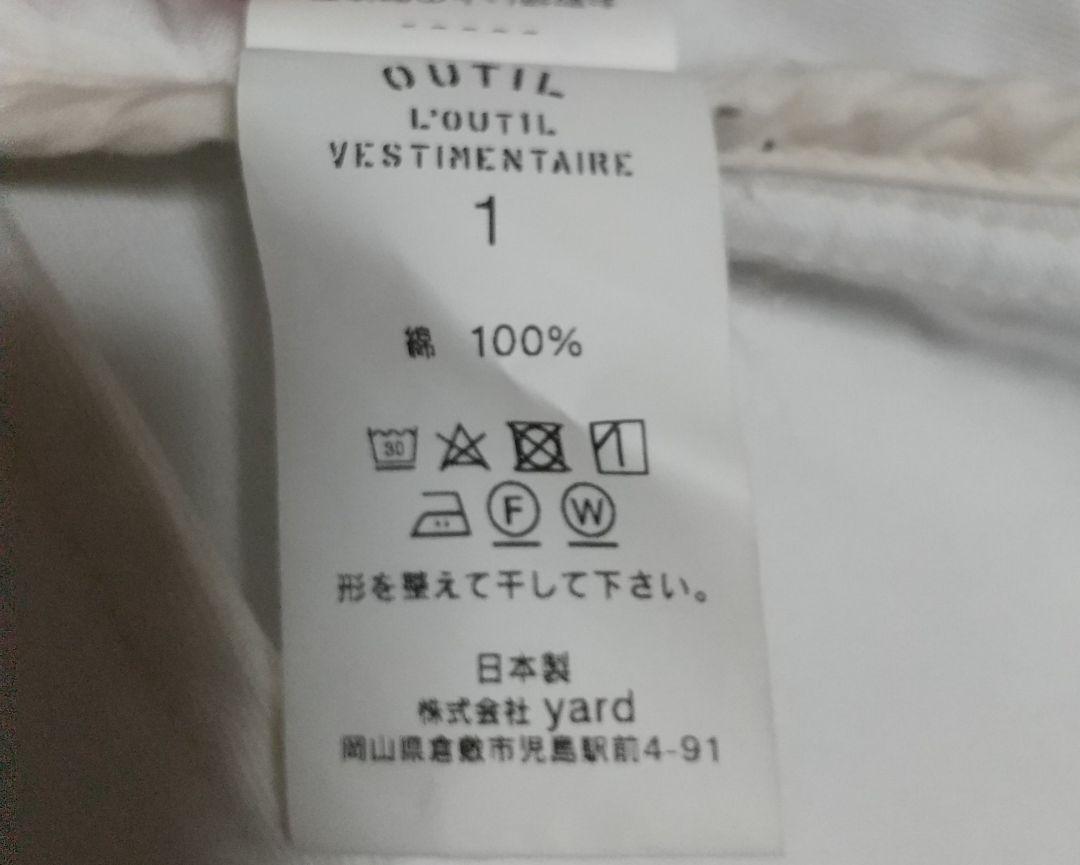 OUTIL
L'OUTIL
VESTIMENTAIRE
1
綿 100%
30
F W
形を整えて干して下さい。
日本製
株式会社 yard
岡山県倉敷市児島駅前4-91